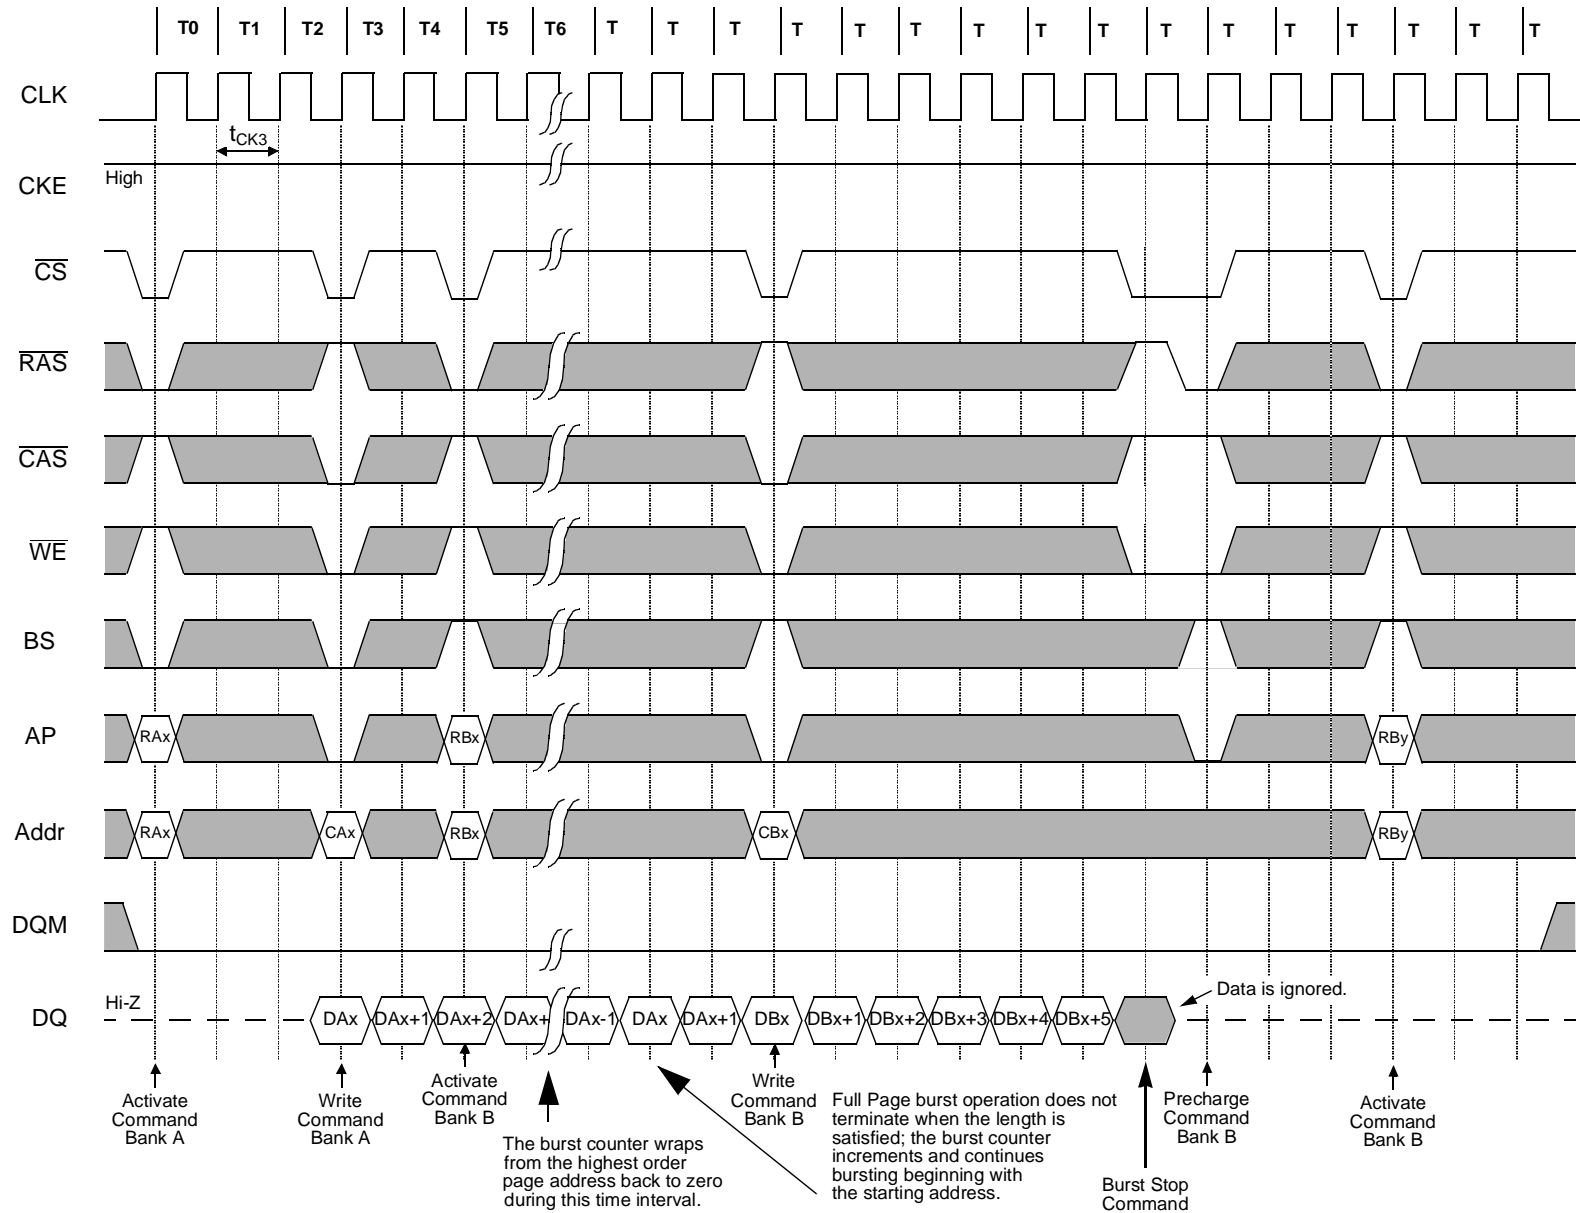 T0 T1 T2 T3 T4 T5 T6 T T T T T T T T T T T T T T T T
CLK
tCK3
CKE
High
CS
RAS
CAS
WE
BS
AP
RAx RBx RBy
Addr
RAx CAx RBx CBx RBy
DQM
DQ
Hi-Z
DAx DAx+1 DAx+2 DAx+ DAx-1 DAx DAx+1 DBx DBx+1 DBx+2 DBx+3 DBx+4 DBx+5
Data is ignored.
Activate
Command
Bank A
Write
Command
Bank A
Activate
Command
Bank B
The burst counter wraps
from the highest order
page address back to zero
during this time interval.
Write
Command
Bank B
Full Page burst operation does not
terminate when the length is
satisfied; the burst counter
increments and continues
bursting beginning with
the starting address.
Burst Stop
Command
Precharge
Command
Bank B
Activate
Command
Bank B